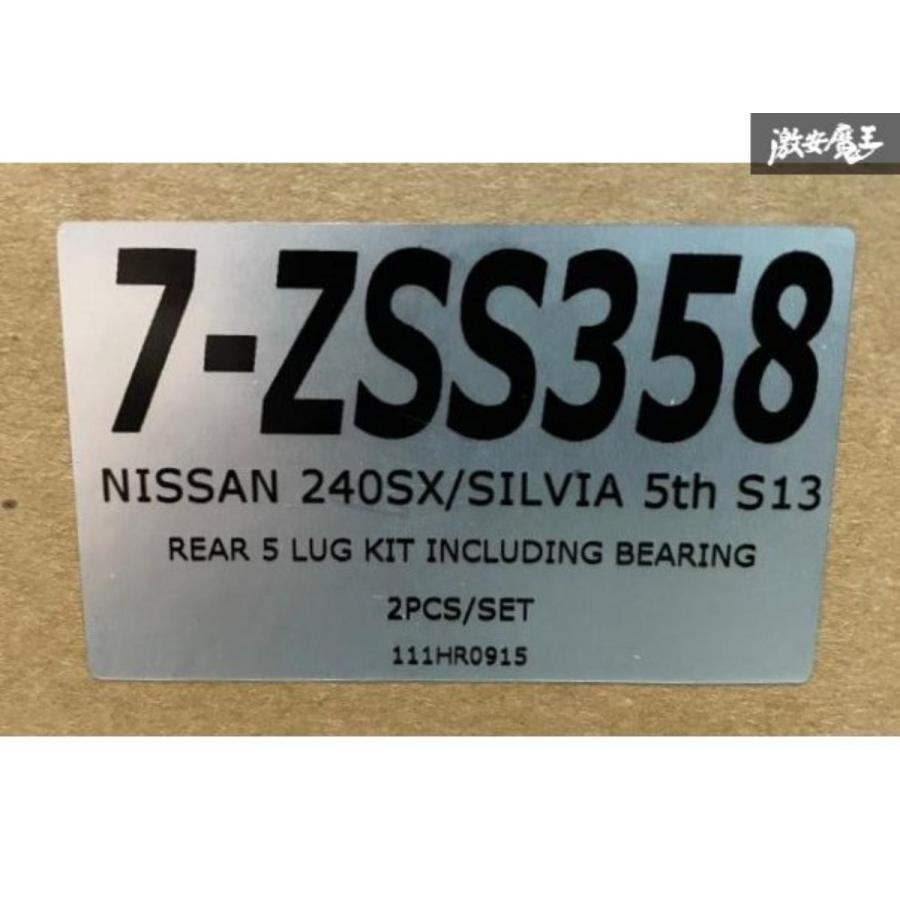 激安魔王
7-ZSS358
NISSAN 240SX/SILVIA 5th S13
REAR 5 LUG KIT INCLUDING BEARING
2PCS/SET
111HR0915